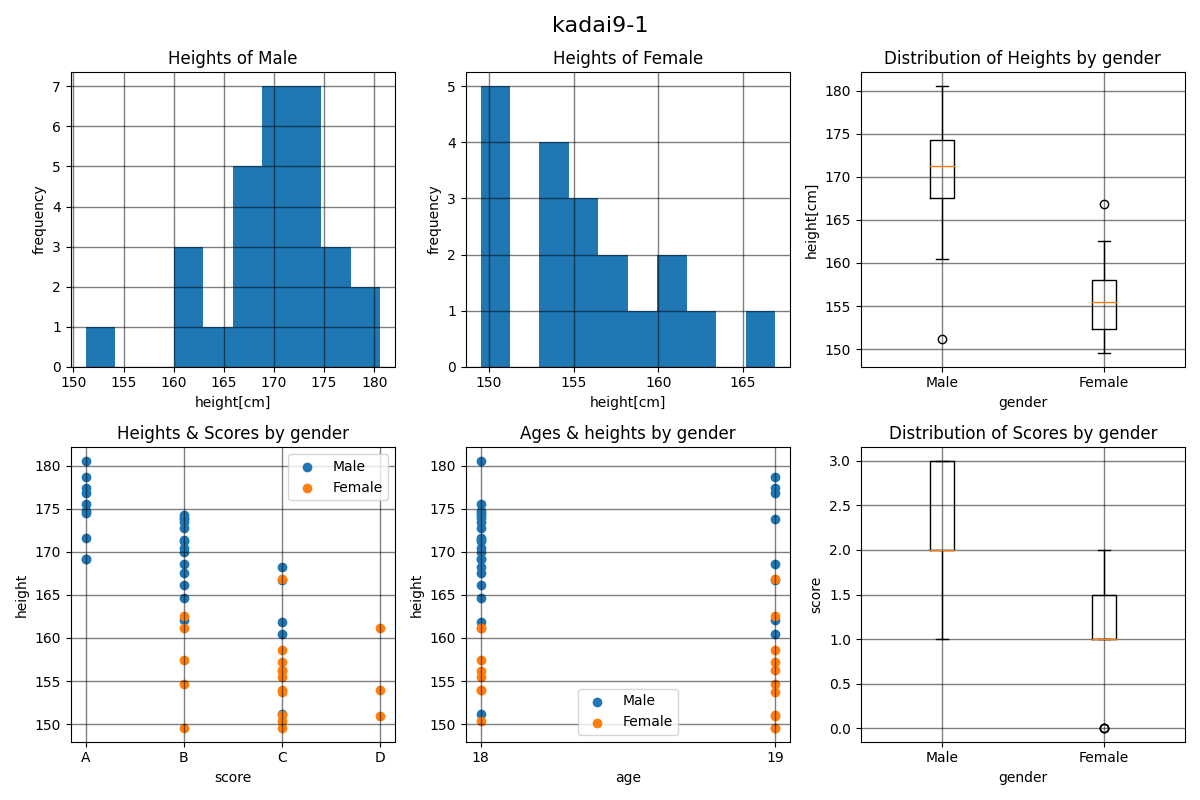 kadai9-1
Heights of Male
frequency
7
6
5
4
3
2
1
0
150 155 160 165 170 175 180
height[cm]
Heights of Female
frequency
5
4
3
2
1
0
150 155 160 165
height[cm]
Distribution of Heights by gender
height[cm]
180
175
170
165
160
155
150
Male Female
gender
Heights & Scores by gender
height
180
175
170
165
160
155
150
Male
Female
A B C D
score
Ages & heights by gender
height
180
175
170
165
160
155
150
Male
Female
18 19
age
Distribution of Scores by gender
score
3.0
2.5
2.0
1.5
1.0
0.5
0.0
Male Female
gender